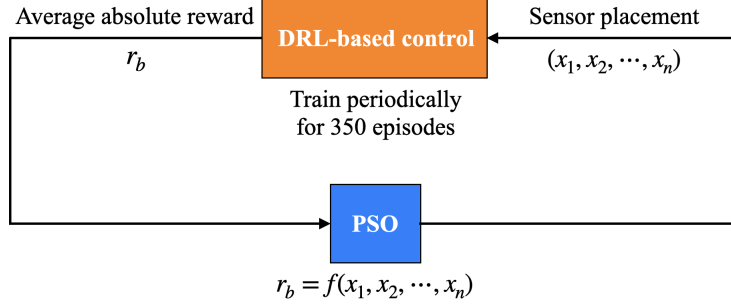 Average absolute reward
r_b
DRL-based control
Sensor placement
(x_1, x_2, ⋯, x_n)
Train periodically
for 350 episodes
PSO
r_b = f(x_1, x_2, ⋯, x_n)